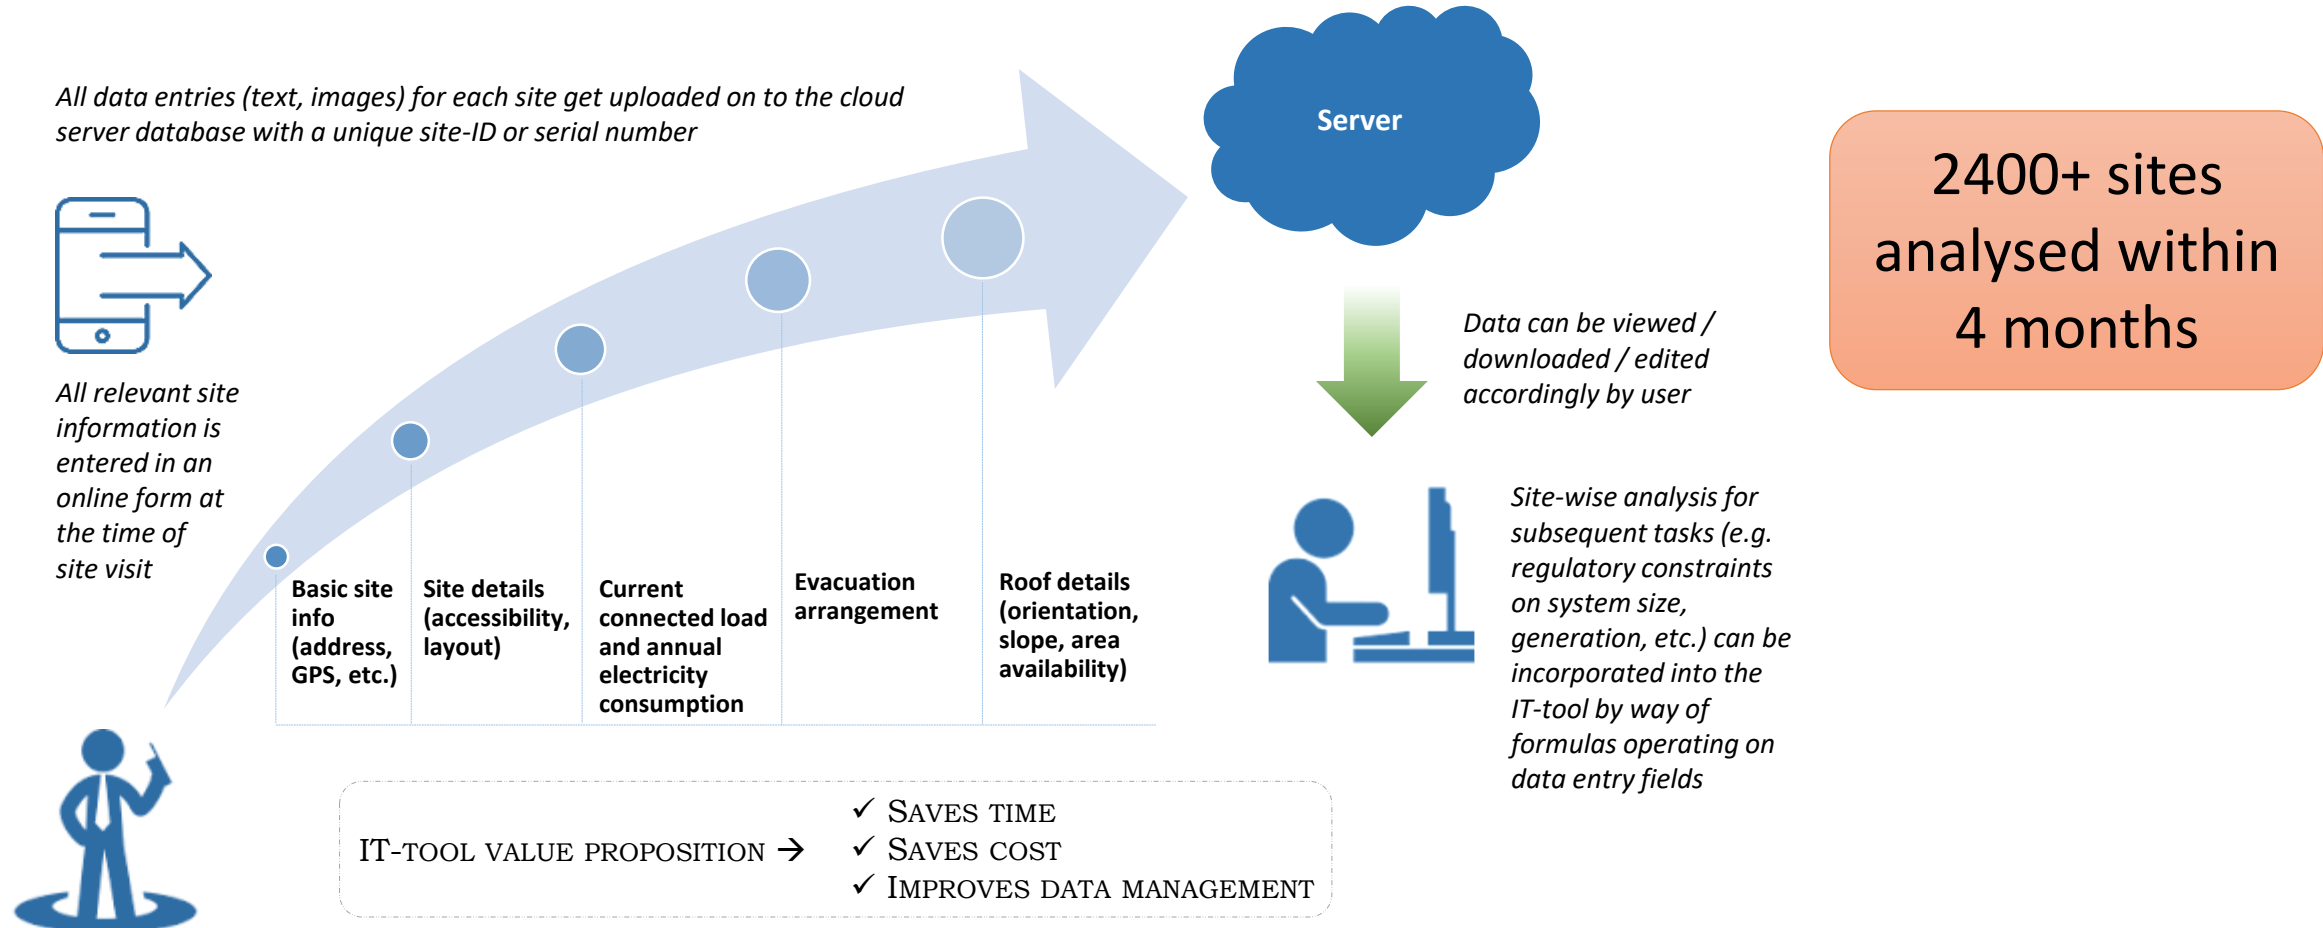 All data entries (text, images) for each site get uploaded on to the cloud
server database with a unique site-ID or serial number
Server
2400+ sites
analysed within
4 months
All relevant site
information is
entered in an
online form at
the time of
site visit
Data can be viewed /
downloaded / edited
accordingly by user
Basic site
info
(address,
GPS, etc.)
Site details
(accessibility,
layout)
Current
connected load
and annual
electricity
consumption
Evacuation
arrangement
Roof details
(orientation,
slope, area
availability)
Site-wise analysis for
subsequent tasks (e.g.
regulatory constraints
on system size,
generation, etc.) can be
incorporated into the
IT-tool by way of
formulas operating on
data entry fields
IT-TOOL VALUE PROPOSITION →
✓ SAVES TIME
✓ SAVES COST
✓ IMPROVES DATA MANAGEMENT